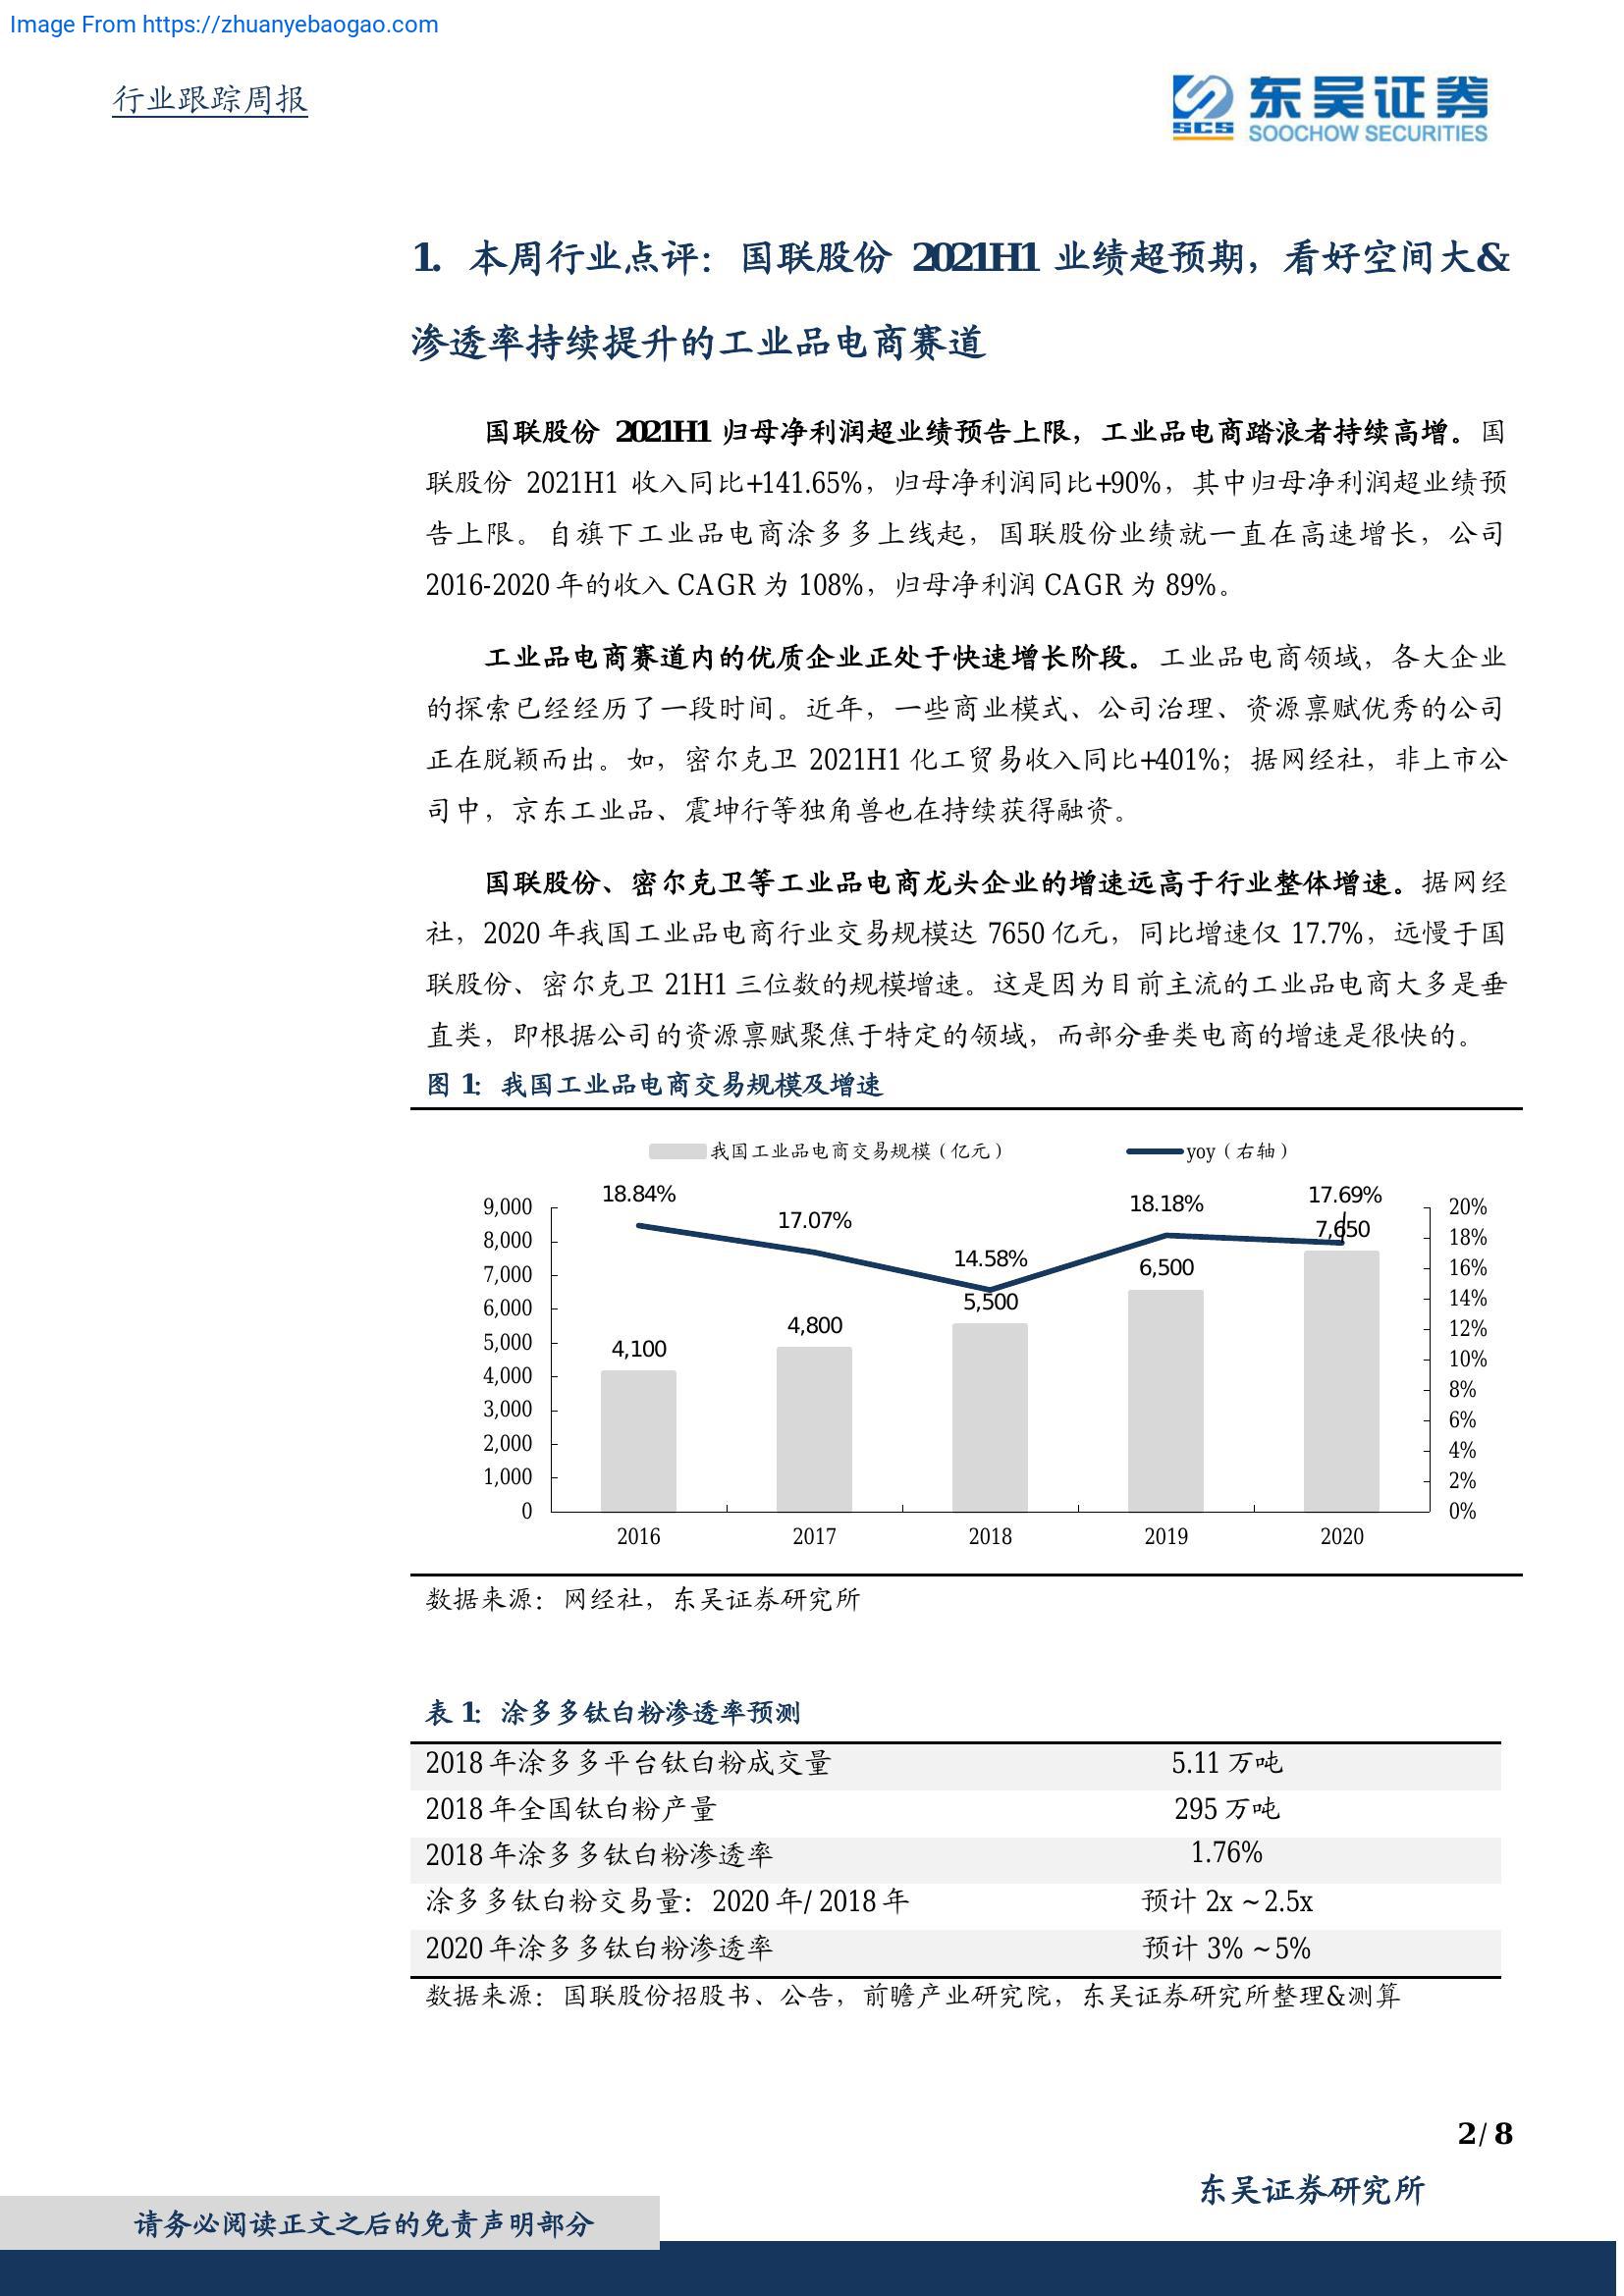 Image From https://zhuanyebaogao.com
行业跟踪周报
东吴证券
SCS
SOOCHOW SECURITIES
1. 本周行业点评：国联股份 2021H1 业绩超预期，看好空间大&
渗透率持续提升的工业品电商赛道
国联股份 2021H1 归母净利润超业绩预告上限，工业品电商踏浪者持续高增。国
联股份 2021H1 收入同比+141.65%，归母净利润同比+90%，其中归母净利润超业绩预
告上限。自旗下工业品电商涂多多上线起，国联股份业绩就一直在高速增长，公司
2016-2020 年的收入 CAGR 为 108%，归母净利润 CAGR 为 89%。
工业品电商赛道内的优质企业正处于快速增长阶段。工业品电商领域，各大企业
的探索已经经历了一段时间。近年，一些商业模式、公司治理、资源禀赋优秀的公司
正在脱颖而出。如，密尔克卫 2021H1 化工贸易收入同比+401%；据网经社，非上市公
司中，京东工业品、震坤行等独角兽也在持续获得融资。
国联股份、密尔克卫等工业品电商龙头企业的增速远高于行业整体增速。据网经
社，2020 年我国工业品电商行业交易规模达 7650 亿元，同比增速仅 17.7%，远慢于国
联股份、密尔克卫 21H1 三位数的规模增速。这是因为目前主流的工业品电商大多是垂
直类，即根据公司的资源禀赋聚焦于特定的领域，而部分垂类电商的增速是很快的。
图 1：我国工业品电商交易规模及增速
我国工业品电商交易规模（亿元） yoy（右轴）
18.84% 17.07% 14.58% 18.18% 17.69%
4,100 4,800 5,500 6,500 7,650
9,000 20%
8,000 18%
7,000 16%
6,000 14%
5,000 12%
4,000 10%
3,000 8%
2,000 6%
1,000 4%
0 2%
0%
2016 2017 2018 2019 2020
数据来源：网经社，东吴证券研究所
表 1：涂多多钛白粉渗透率预测
2018 年涂多多平台钛白粉成交量 5.11 万吨
2018 年全国钛白粉产量 295 万吨
2018 年涂多多钛白粉渗透率 1.76%
涂多多钛白粉交易量：2020 年/ 2018 年 预计 2x ~2.5x
2020 年涂多多钛白粉渗透率 预计 3% ~5%
数据来源：国联股份招股书、公告，前瞻产业研究院，东吴证券研究所整理&测算
2/ 8
东吴证券研究所
请务必阅读正文之后的免责声明部分